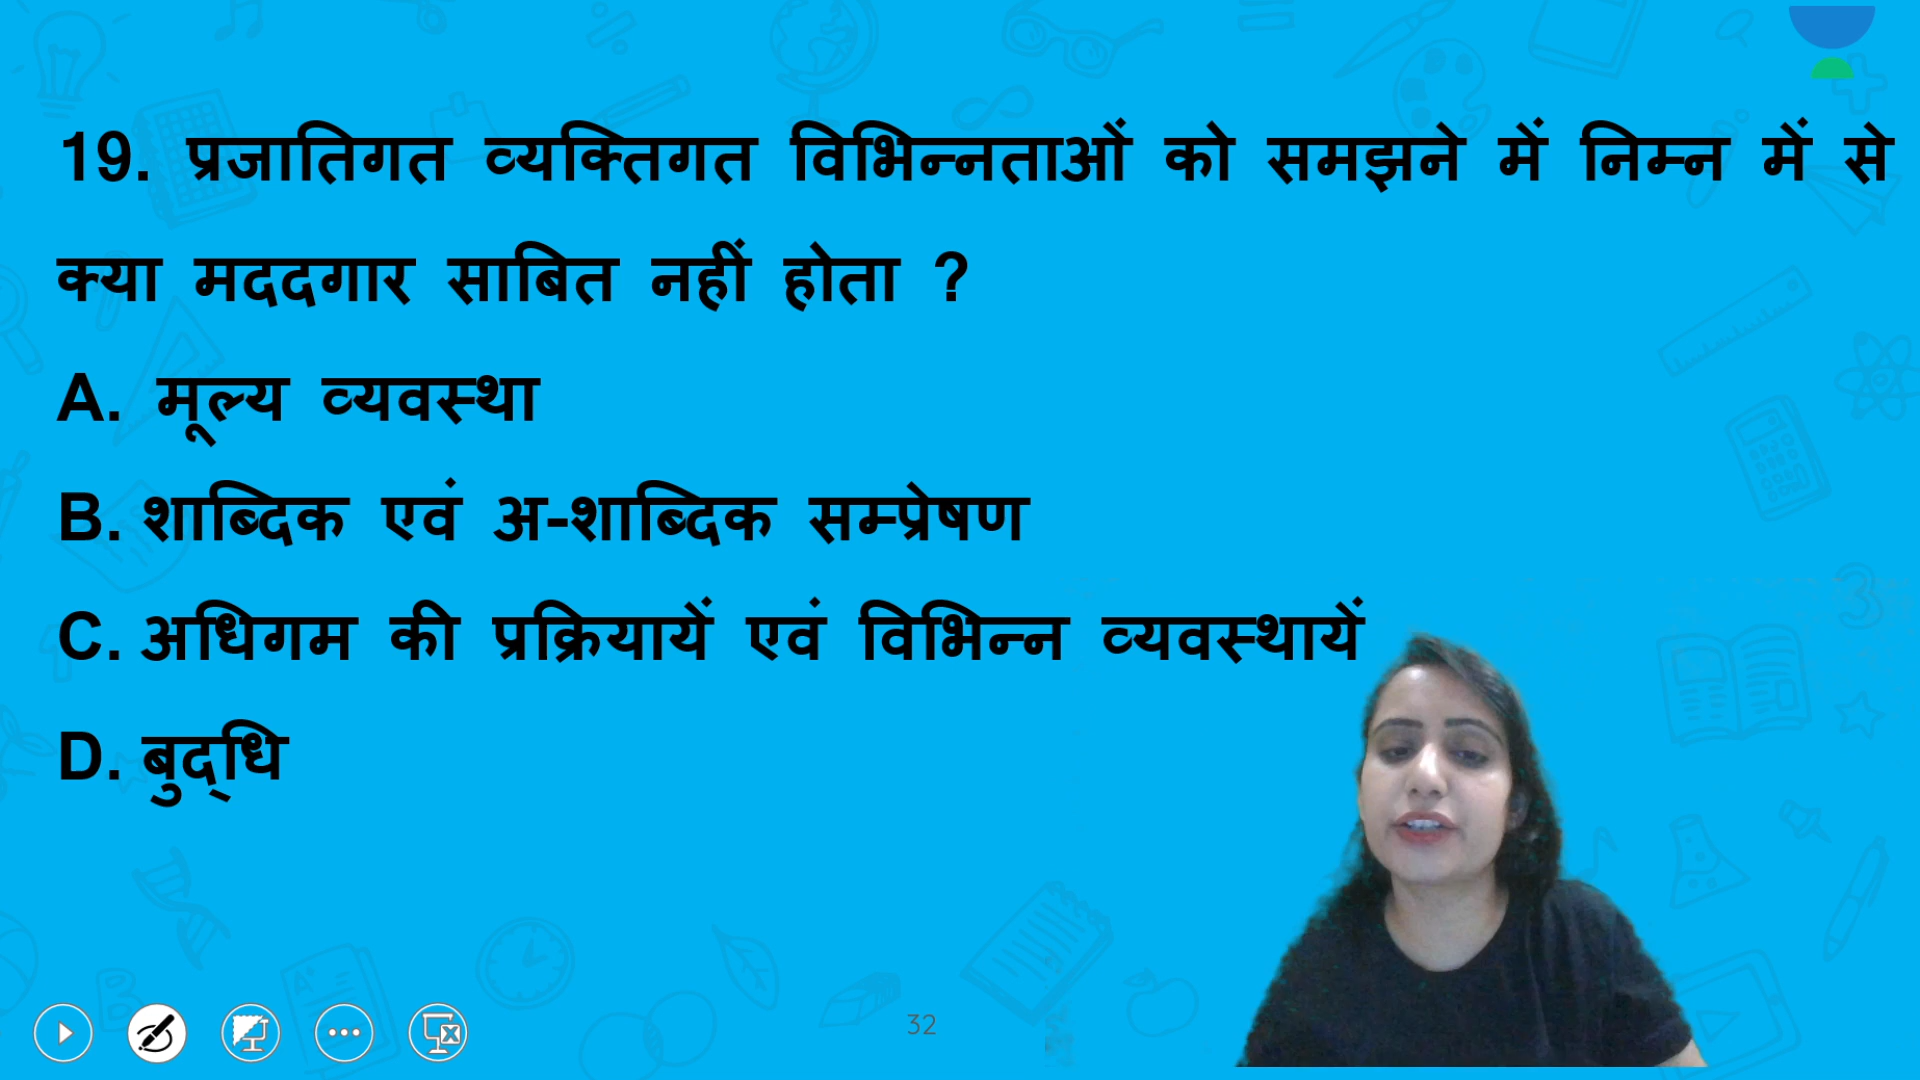 19. प्रजातिगत व्यक्तिगत विभिन्नताओं को समझने में निम्न में से
क्या मददगार साबित नहीं होता ?
A. मूल्य व्यवस्था
B. शाब्दिक एवं अ-शाब्दिक सम्प्रेषण
C. अधिगम की प्रक्रियायें एवं विभिन्न व्यवस्थायें
D. बुद्धि
32